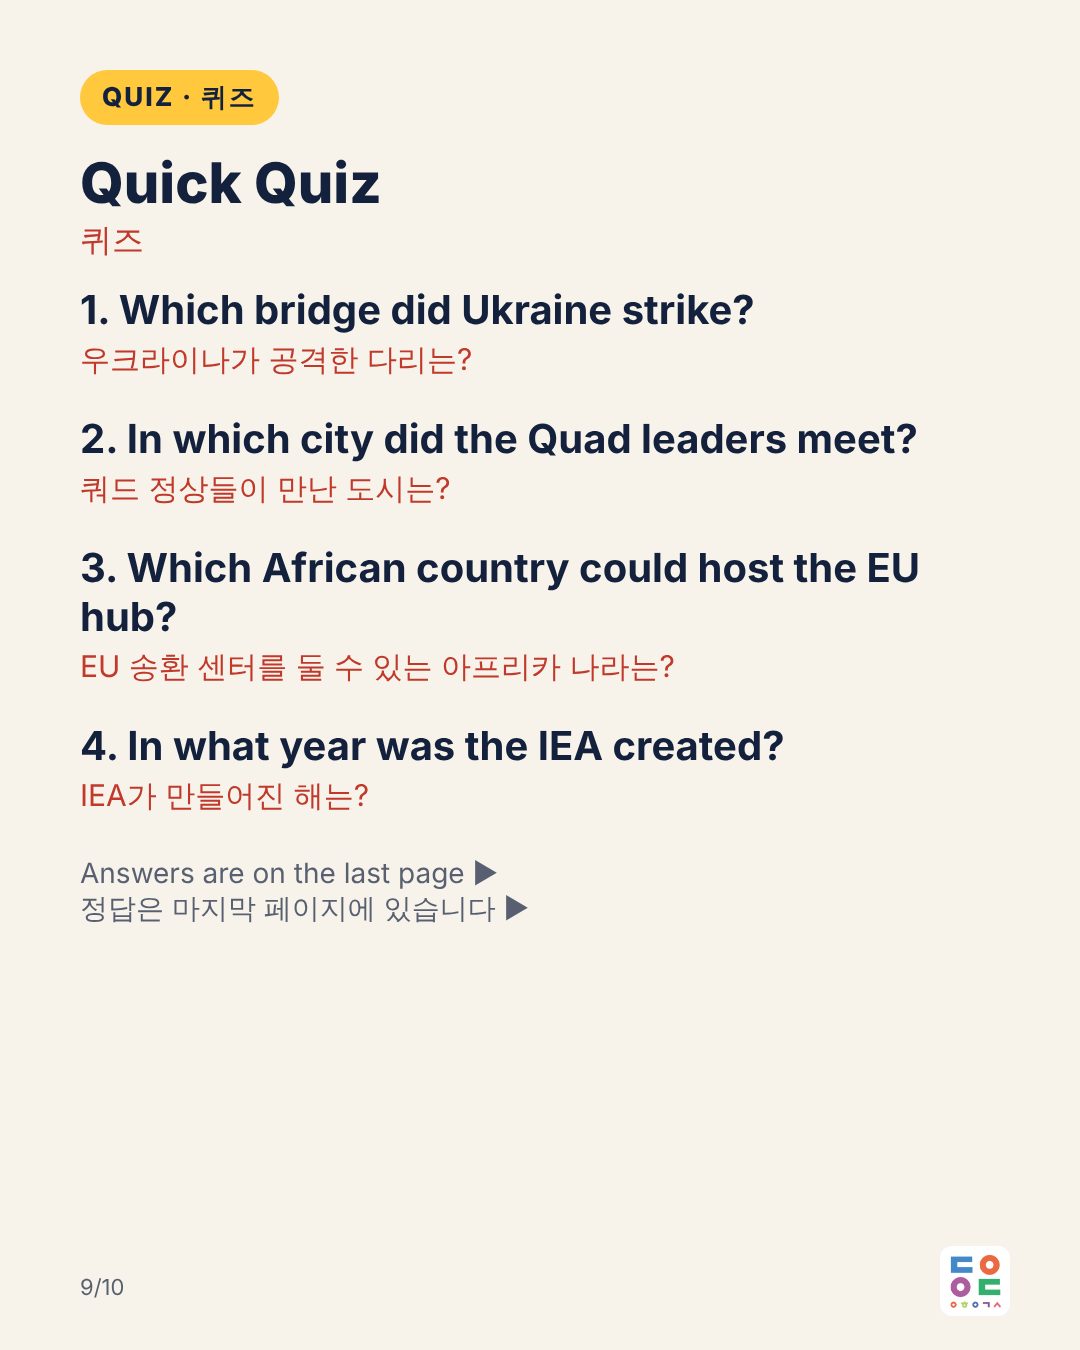 QUIZ · 퀴즈
Quick Quiz
퀴즈
1. Which bridge did Ukraine strike?
우크라이나가 공격한 다리는?
2. In which city did the Quad leaders meet?
쿼드 정상들이 만난 도시는?
3. Which African country could host the EU
hub?
EU 송환 센터를 둘 수 있는 아프리카 나라는?
4. In what year was the IEA created?
IEA가 만들어진 해는?
Answers are on the last page ▶
정답은 마지막 페이지에 있습니다 ▶
9/10